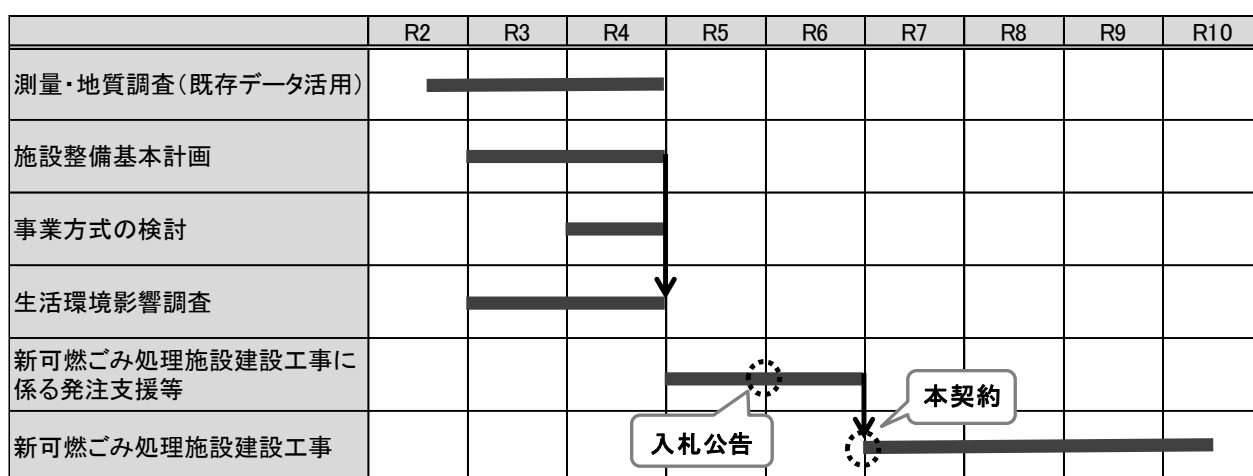 R2 R3 R4 R5 R6 R7 R8 R9 R10
測量・地質調査（既存データ活用）
施設整備基本計画
事業方式の検討
生活環境影響調査
新可燃ごみ処理施設建設工事に
係る発注支援等
本契約
入札公告
新可燃ごみ処理施設建設工事